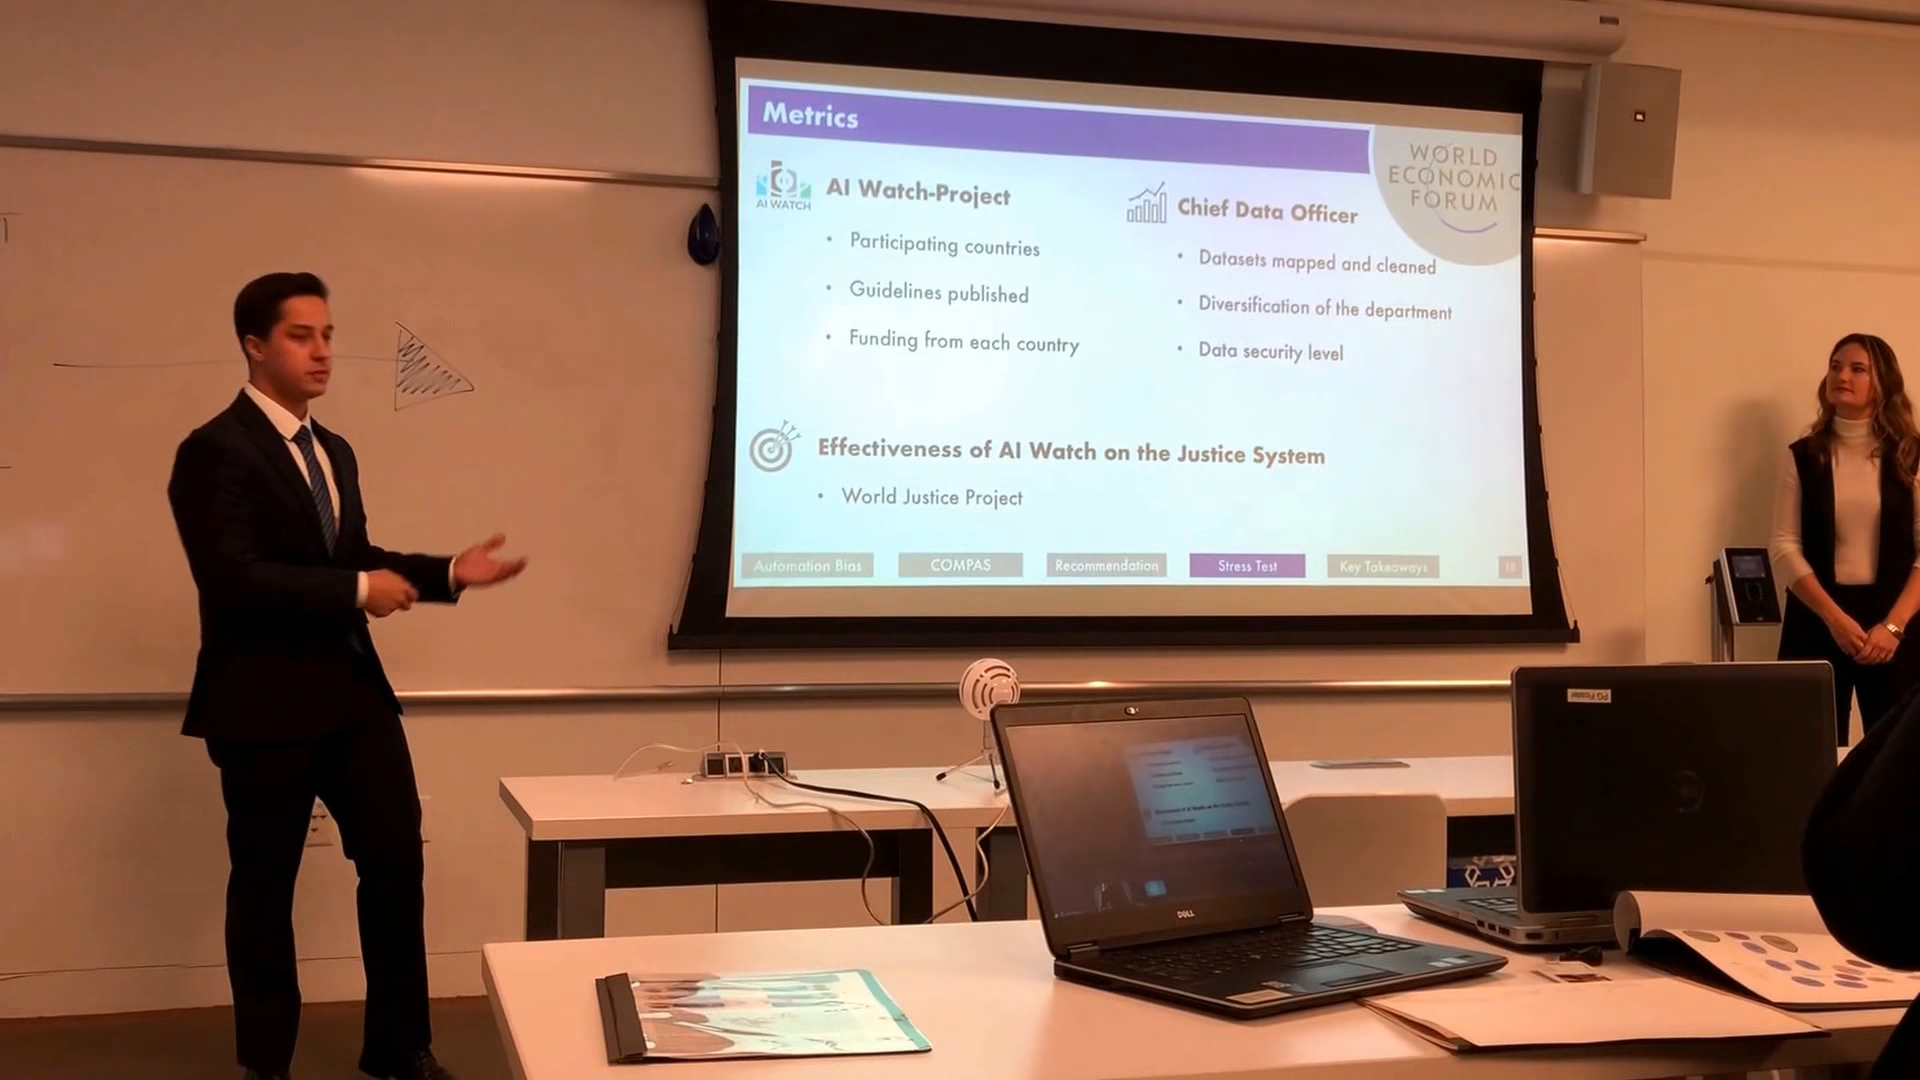 Metrics
WORLD
ECONOMIC
FORUM
AI WATCH
AI Watch-Project
• Participating countries
• Guidelines published
• Funding from each country
Chief Data Officer
• Datasets mapped and cleaned
• Diversification of the department
• Data security level
Effectiveness of AI Watch on the Justice System
• World Justice Project
Automation Bias
COMPAS
Recommendation
Stress Test
Key Takeaways
DELL
PG Floater